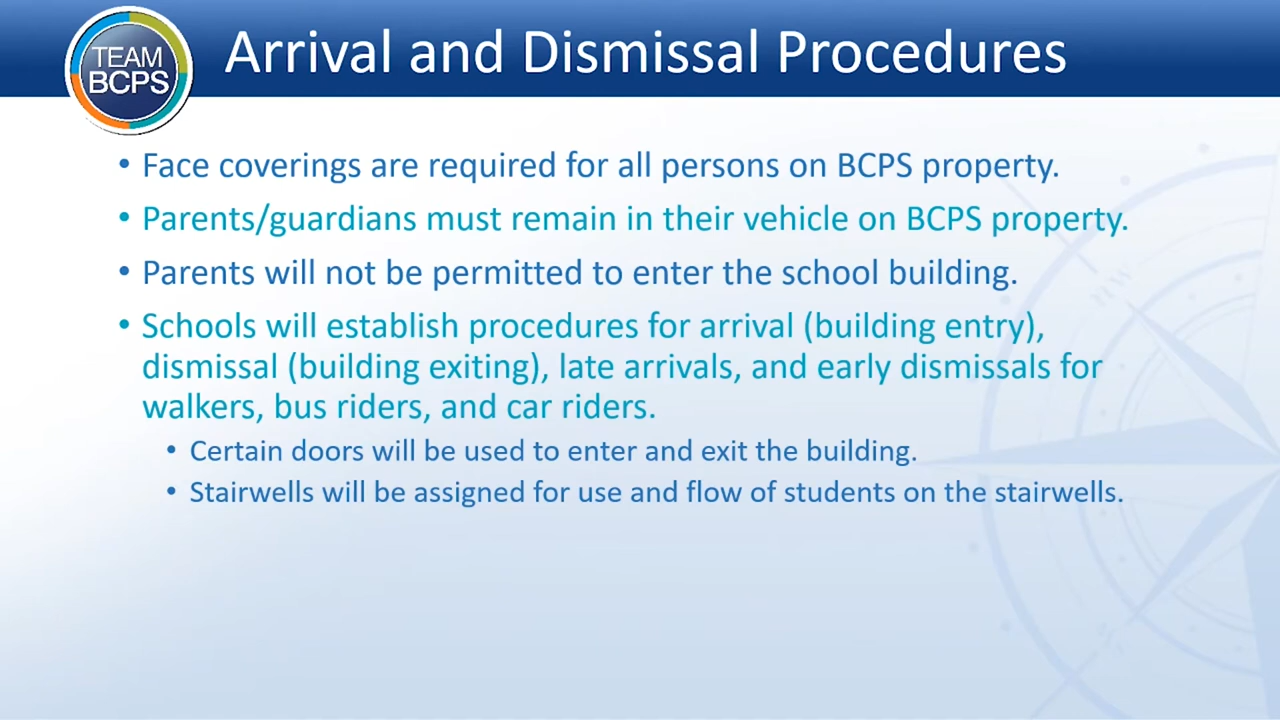 TEAM
BCPS
Arrival and Dismissal Procedures
• Face coverings are required for all persons on BCPS property.
• Parents/guardians must remain in their vehicle on BCPS property.
• Parents will not be permitted to enter the school building.
• Schools will establish procedures for arrival (building entry),
dismissal (building exiting), late arrivals, and early dismissals for
walkers, bus riders, and car riders.
• Certain doors will be used to enter and exit the building.
• Stairwells will be assigned for use and flow of students on the stairwells.